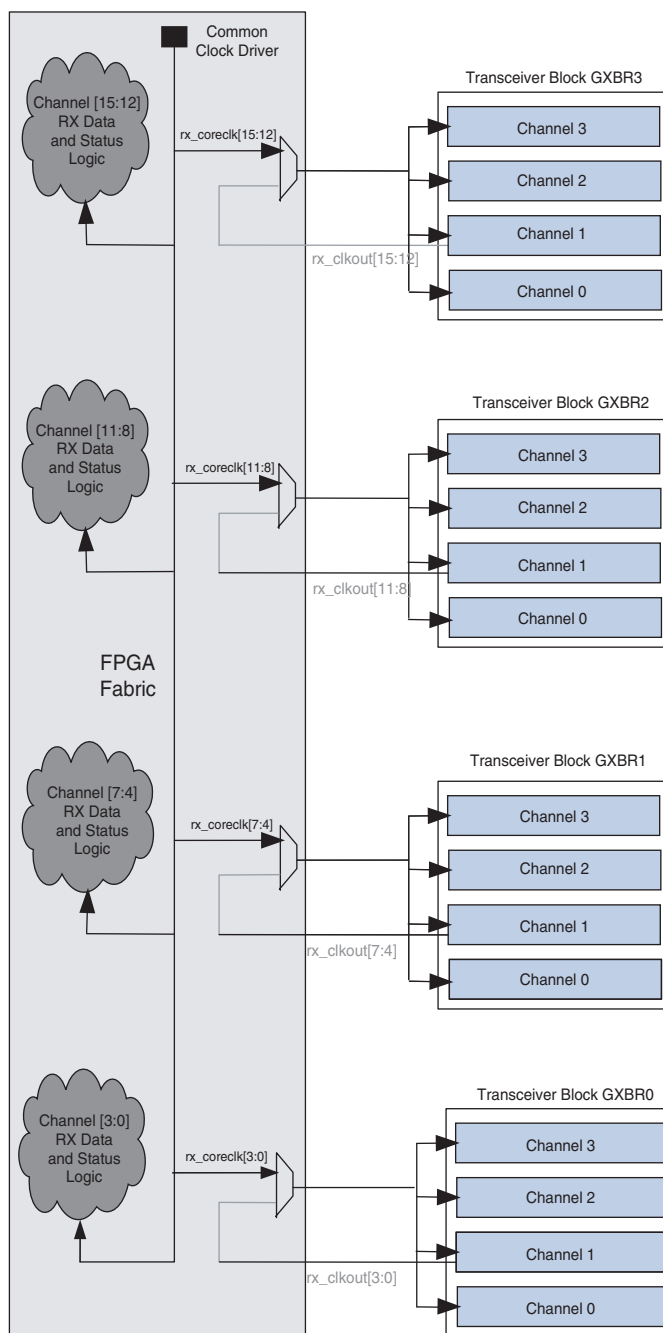 Common
Clock Driver
Channel [15:12]
RX Data
and Status
Logic
rx_coreclk[15:12]
rx_clkout[15:12]
Transceiver Block GXBR3
Channel 3
Channel 2
Channel 1
Channel 0
Channel [11:8]
RX Data
and Status
Logic
rx_coreclk[11:8]
rx_clkout[11:8]
Transceiver Block GXBR2
Channel 3
Channel 2
Channel 1
Channel 0
FPGA
Fabric
Channel [7:4]
RX Data
and Status
Logic
rx_coreclk[7:4]
rx_clkout[7:4]
Transceiver Block GXBR1
Channel 3
Channel 2
Channel 1
Channel 0
Channel [3:0]
RX Data
and Status
Logic
rx_coreclk[3:0]
rx_clkout[3:0]
Transceiver Block GXBR0
Channel 3
Channel 2
Channel 1
Channel 0